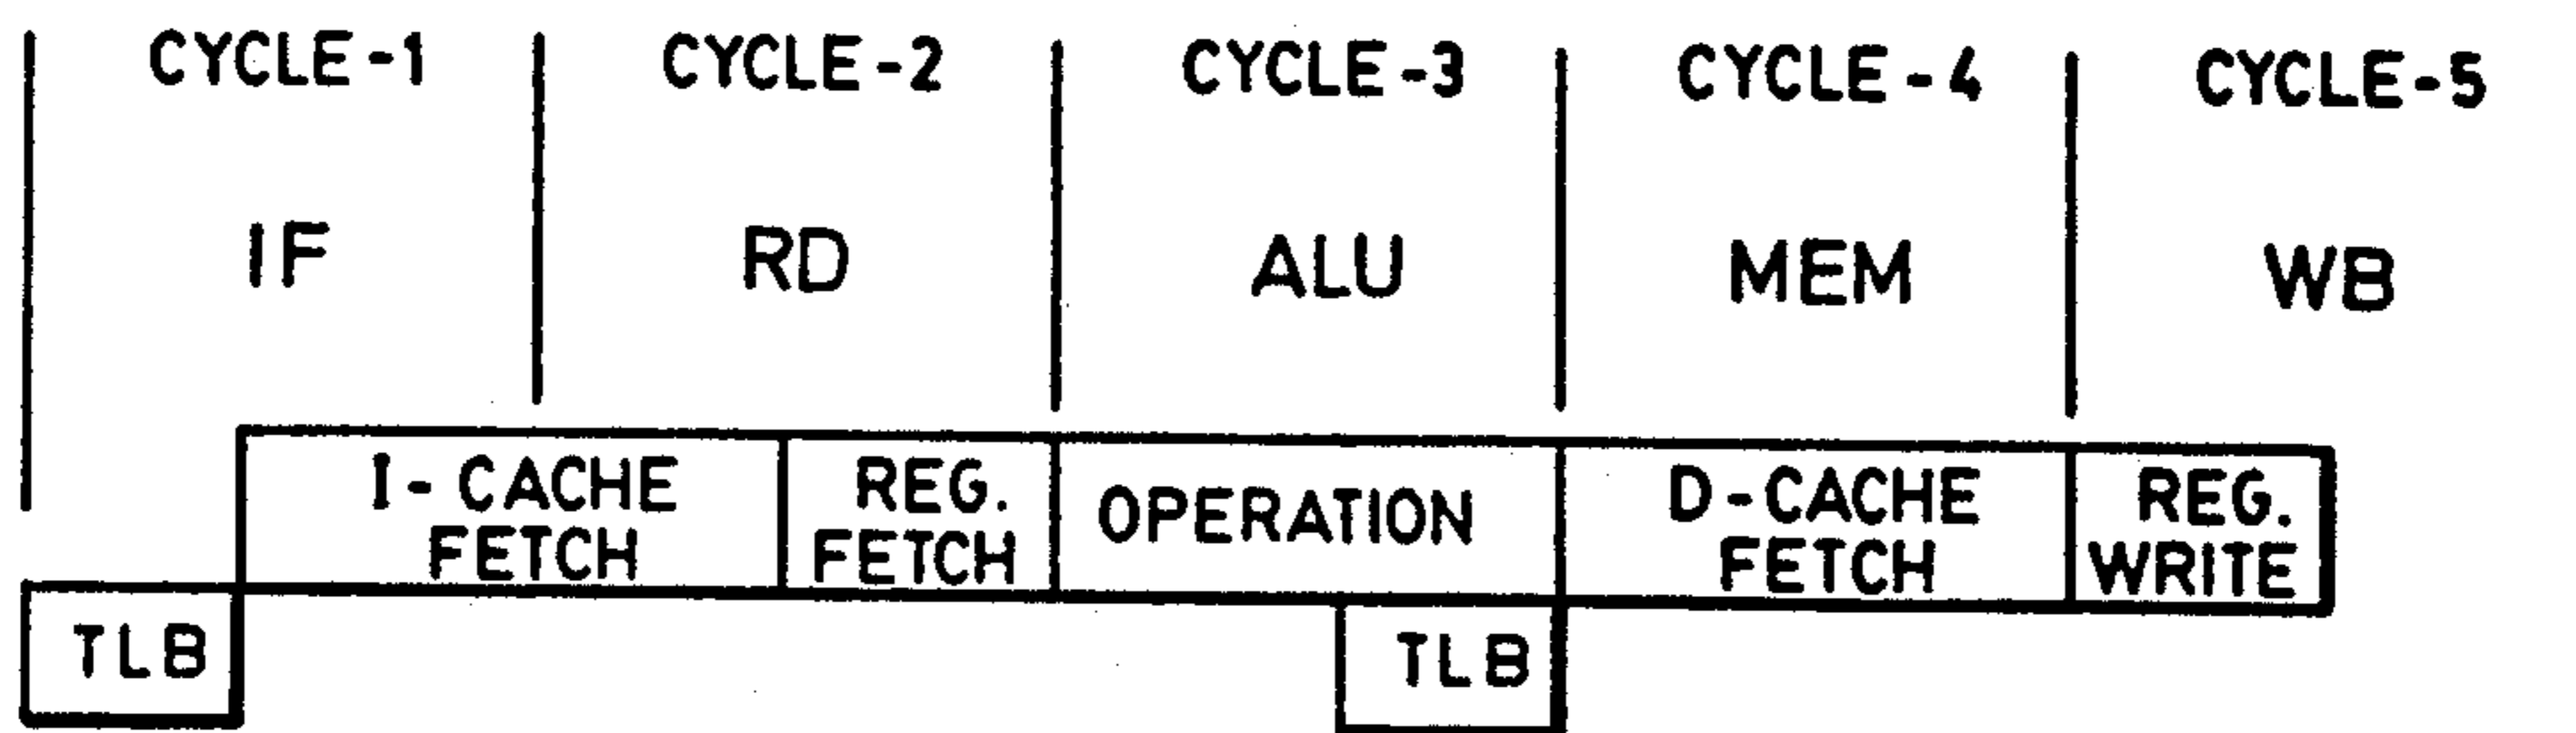 CYCLE-1 CYCLE-2 CYCLE-3 CYCLE-4 CYCLE-5
IF RD ALU MEM WB
I-CACHE FETCH
REG. FETCH
OPERATION
D-CACHE FETCH
REG. WRITE
TLB TLB